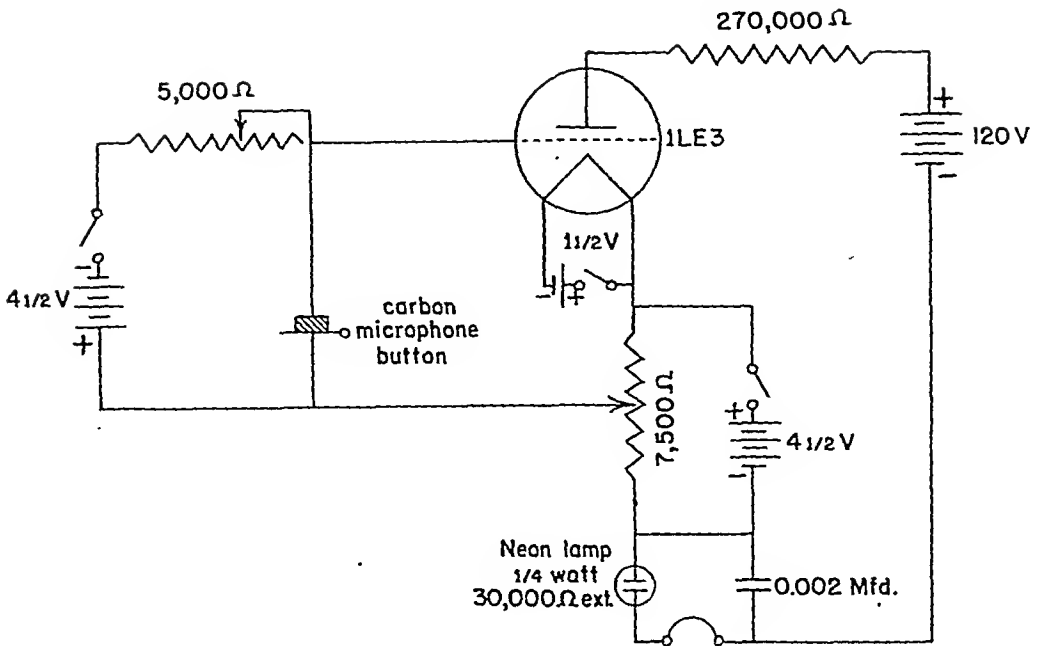 270,000 Ω
5,000 Ω
1LE3
+
120 V
-
1 1/2 V
- +
-
4 1/2 V
+
carbon
microphone
button
7,500 Ω
+
4 1/2 V
-
Neon lamp
1/4 watt
30,000 Ω ext.
0.002 Mfd.